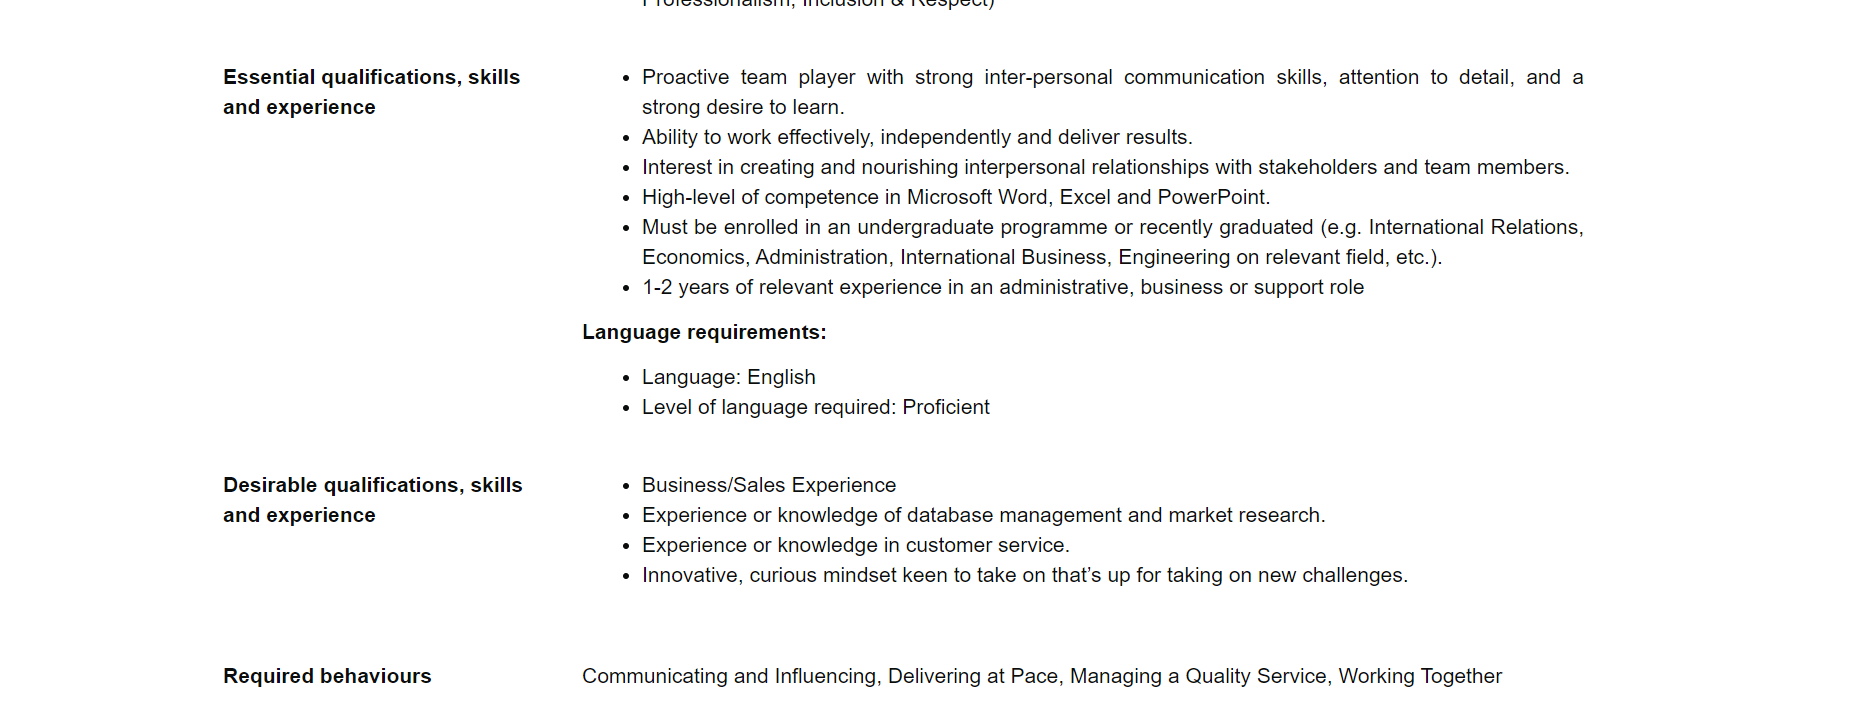 Professionalism, Inclusion & Respect)
Essential qualifications, skills
and experience
• Proactive team player with strong inter-personal communication skills, attention to detail, and a
strong desire to learn.
• Ability to work effectively, independently and deliver results.
• Interest in creating and nourishing interpersonal relationships with stakeholders and team members.
• High-level of competence in Microsoft Word, Excel and PowerPoint.
• Must be enrolled in an undergraduate programme or recently graduated (e.g. International Relations,
Economics, Administration, International Business, Engineering on relevant field, etc.).
• 1-2 years of relevant experience in an administrative, business or support role
Language requirements:
• Language: English
• Level of language required: Proficient
Desirable qualifications, skills
and experience
• Business/Sales Experience
• Experience or knowledge of database management and market research.
• Experience or knowledge in customer service.
• Innovative, curious mindset keen to take on that’s up for taking on new challenges.
Required behaviours
Communicating and Influencing, Delivering at Pace, Managing a Quality Service, Working Together